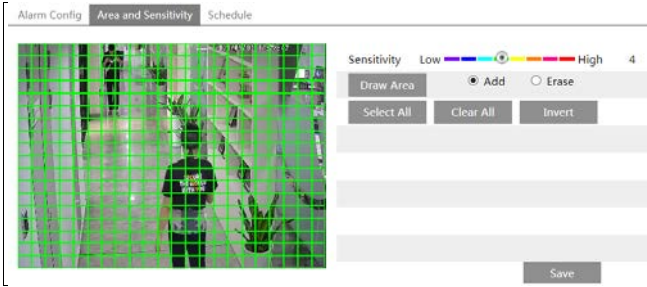 Alarm Config Area and Sensitivity Schedule
Sensitivity Low High 4
Draw Area Add Erase
Select All Clear All Invert
Save